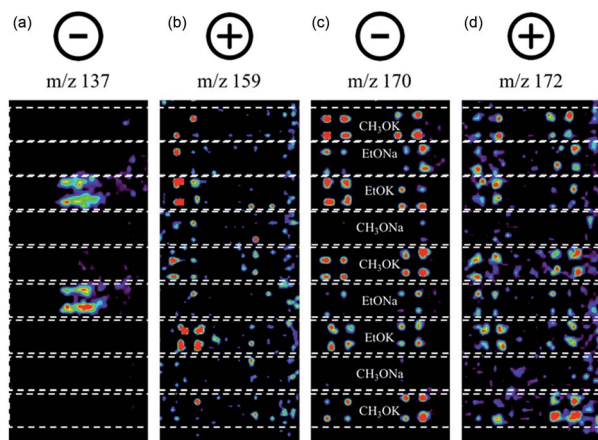 (a) (b) (c) (d)
− + − +
m/z 137 m/z 159 m/z 170 m/z 172
CH₃OK
EtONa
EtOK
CH₃ONa
CH₃OK
EtONa
EtOK
CH₃ONa
CH₃OK